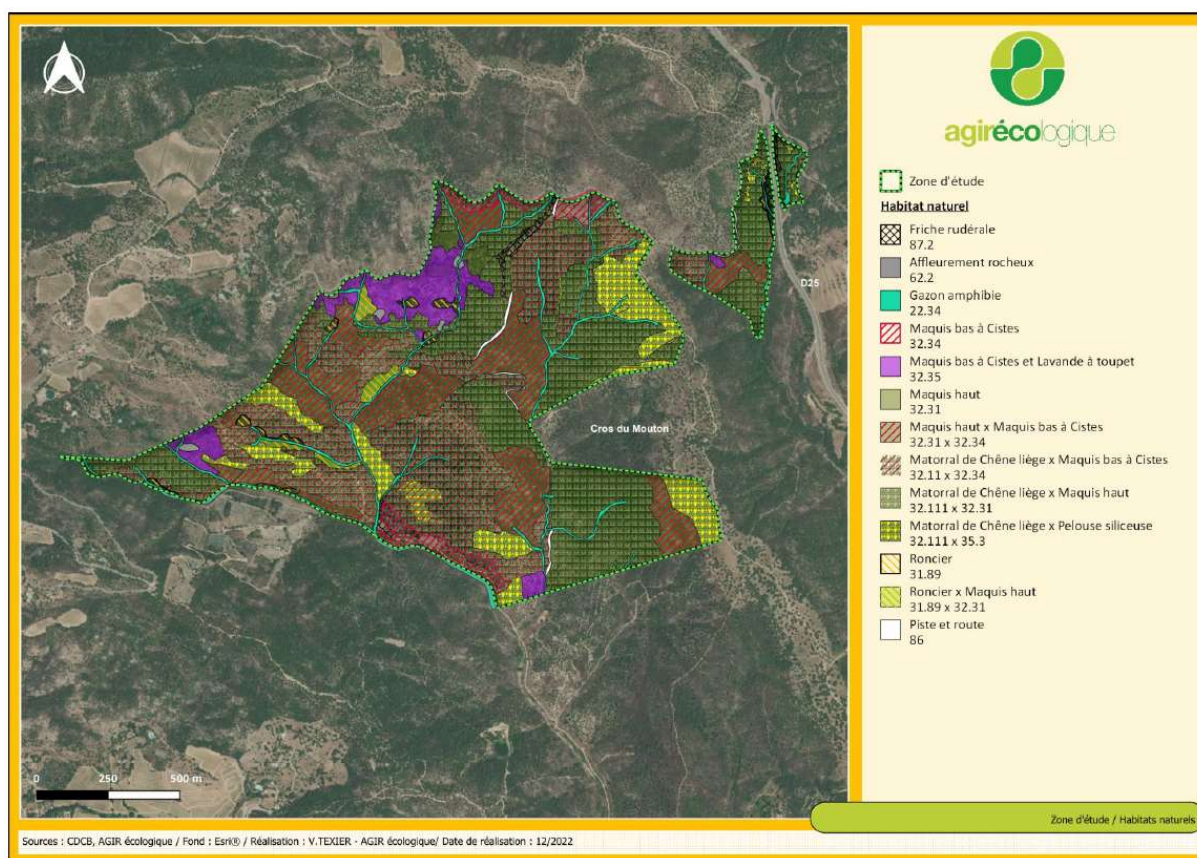 agirécologique
Zone d'étude
Habitat naturel
Friche rudérale
87.2
Affleurement rocheux
62.2
Gazon amphibie
22.34
Maquis bas à Cistes
32.34
Maquis bas à Cistes et Lavande à toupet
32.35
Maquis haut
32.31
Maquis haut x Maquis bas à Cistes
32.31 x 32.34
Matorral de Chêne liège x Maquis bas à Cistes
32.11 x 32.34
Matorral de Chêne liège x Maquis haut
32.111 x 32.31
Matorral de Chêne liège x Pelouse siliceuse
32.111 x 35.3
Roncier
31.89
Roncier x Maquis haut
31.89 x 32.31
Piste et route
86
D25
Cros du Mouton
0 250 500 m
Zone d'étude / Habitats naturels
Sources : CDCB, AGIR écologique / Fond : Esri® / Réalisation : V.TEXIER - AGIR écologique/ Date de réalisation : 12/2022